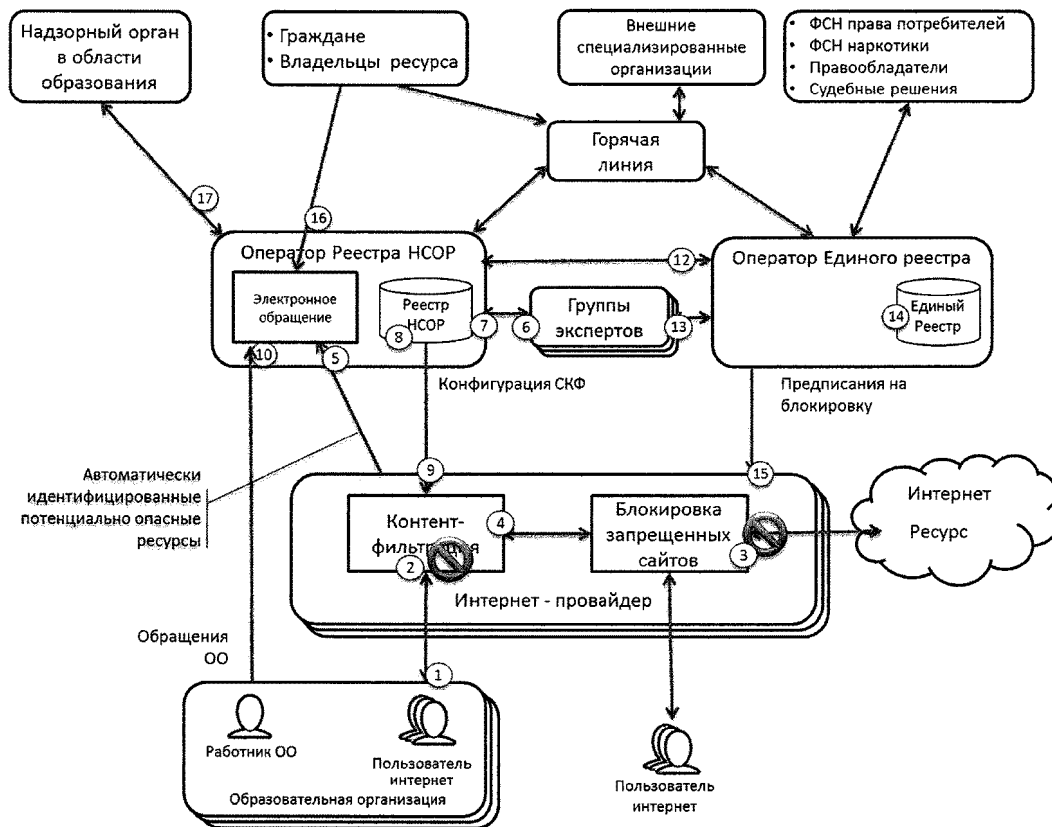 Надзорный орган
в области
образования
• Граждане
• Владельцы ресурса
Внешние
специализированные
организации
• ФСН права потребителей
• ФСН наркотики
• Правообладатели
• Судебные решения
Горячая
линия
17
16
Оператор Реестра НСОР
12
Оператор Единого реестра
Электронное
обращение
Реестр
НСОР
8
7
6
Группы
экспертов
13
14
Единый
Реестр
10
5
Конфигурация СКФ
Предписания на
блокировку
Автоматически
идентифицированные
потенциально опасные
ресурсы
9
15
Контент-
фильтрация
2
4
Блокировка
запрещенных
сайтов
3
Интернет
Ресурс
Интернет - провайдер
Обращения
ОО
1
Работник ОО
Пользователь
интернет
Образовательная организация
Пользователь
интернет